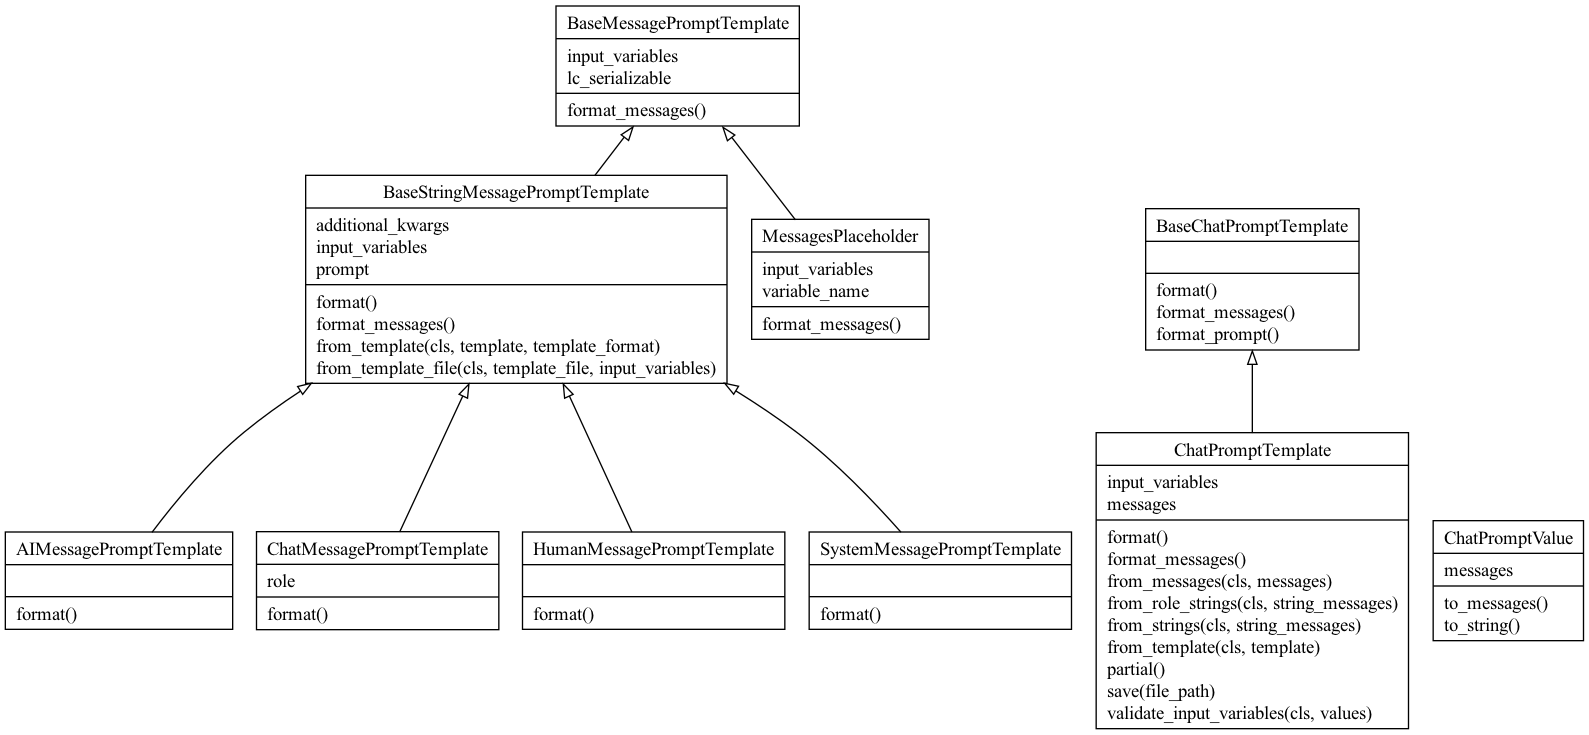 BaseMessagePromptTemplate
input_variables
lc_serializable
format_messages()
BaseStringMessagePromptTemplate
additional_kwargs
input_variables
prompt
format()
format_messages()
from_template(cls, template, template_format)
from_template_file(cls, template_file, input_variables)
MessagesPlaceholder
input_variables
variable_name
format_messages()
BaseChatPromptTemplate
format()
format_messages()
format_prompt()
AIMessagePromptTemplate
format()
ChatMessagePromptTemplate
role
format()
HumanMessagePromptTemplate
format()
SystemMessagePromptTemplate
format()
ChatPromptTemplate
input_variables
messages
format()
format_messages()
from_messages(cls, messages)
from_role_strings(cls, string_messages)
from_strings(cls, string_messages)
from_template(cls, template)
partial()
save(file_path)
validate_input_variables(cls, values)
ChatPromptValue
messages
to_messages()
to_string()